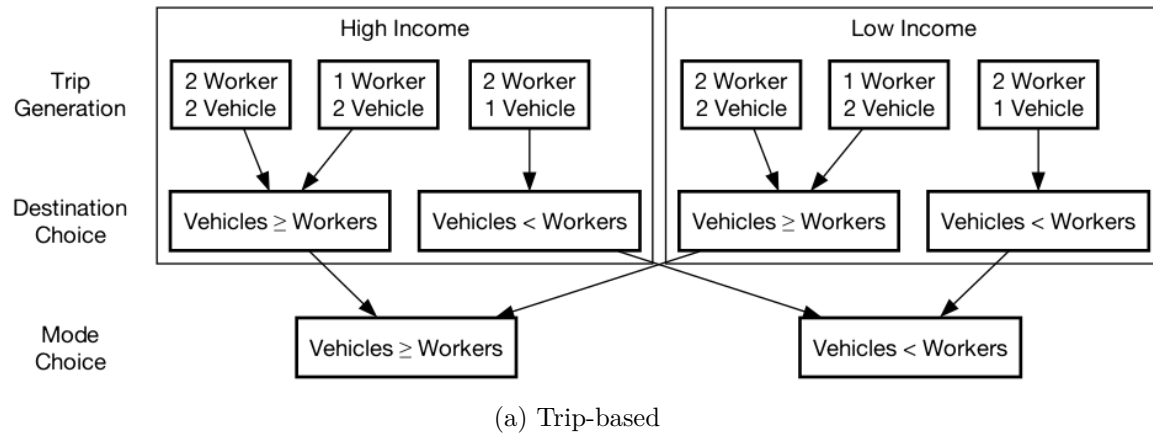 High Income
Low Income
Trip
Generation
2 Worker
2 Vehicle
1 Worker
2 Vehicle
2 Worker
1 Vehicle
2 Worker
2 Vehicle
1 Worker
2 Vehicle
2 Worker
1 Vehicle
Destination
Choice
Vehicles ≥ Workers
Vehicles < Workers
Vehicles ≥ Workers
Vehicles < Workers
Mode
Choice
Vehicles ≥ Workers
Vehicles < Workers
(a) Trip-based